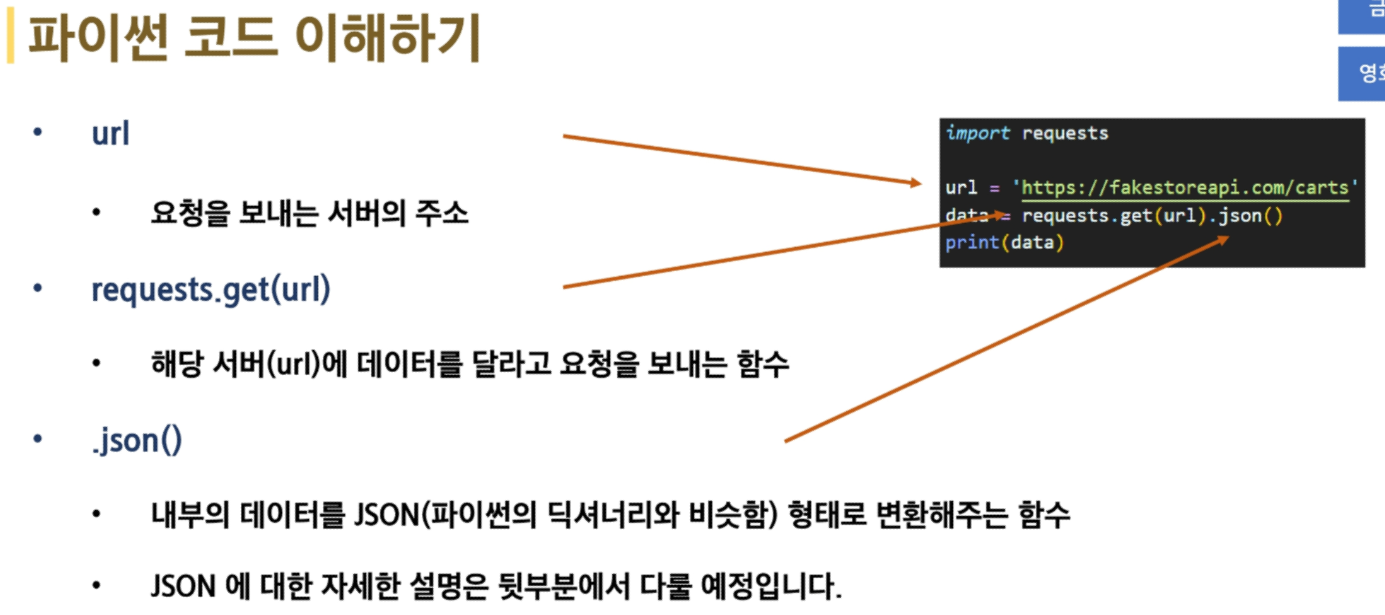 파이썬 코드 이해하기
• url
• 요청을 보내는 서버의 주소
• requests.get(url)
• 해당 서버(url)에 데이터를 달라고 요청을 보내는 함수
• .json()
• 내부의 데이터를 JSON(파이썬의 딕셔너리와 비슷함) 형태로 변환해주는 함수
• JSON 에 대한 자세한 설명은 뒷부분에서 다룰 예정입니다.
import requests
url = 'https://fakestoreapi.com/carts'
data = requests.get(url).json()
print(data)